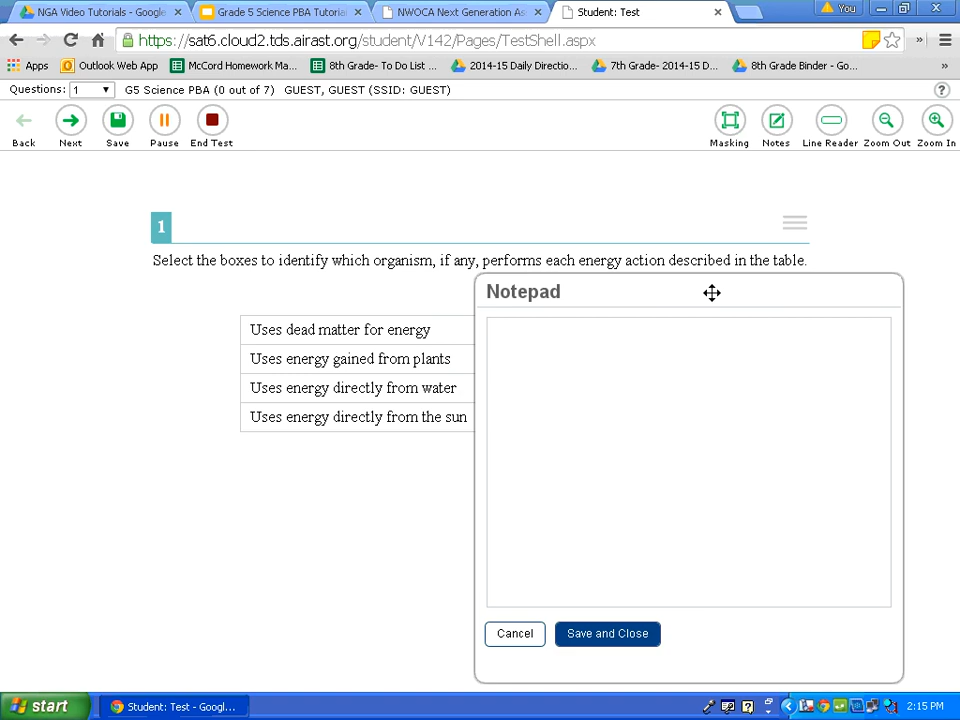 NGA Video Tutorials - Google
Grade 5 Science PBA Tutorial
NWOCA Next Generation As
Student: Test
You
https://sat6.cloud2.tds.airast.org/student/V142/Pages/TestShell.aspx
Apps
Outlook Web App
McCord Homework Ma...
8th Grade- To Do List ...
2014-15 Daily Directio...
7th Grade- 2014-15 D...
8th Grade Binder - Go...
Questions: 1 G5 Science PBA (0 out of 7) GUEST, GUEST (SSID: GUEST)
Back Next Save Pause End Test Masking Notes Line Reader Zoom Out Zoom In
1
Select the boxes to identify which organism, if any, performs each energy action described in the table.
Notepad
Uses dead matter for energy
Uses energy gained from plants
Uses energy directly from water
Uses energy directly from the sun
Cancel Save and Close
start Student: Test - Googl... 2:15 PM